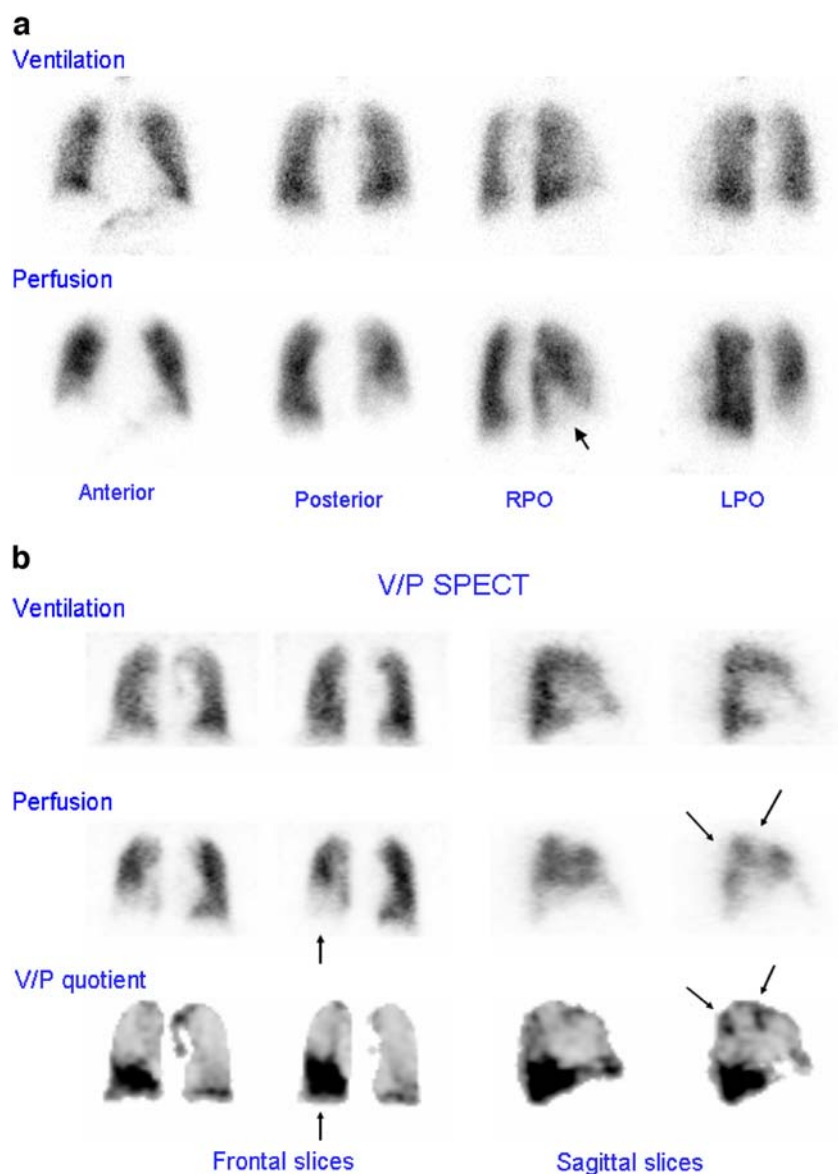 a
Ventilation
Perfusion
Anterior Posterior RPO LPO
b
V/P SPECT
Ventilation
Perfusion
V/P quotient
Frontal slices Sagittal slices